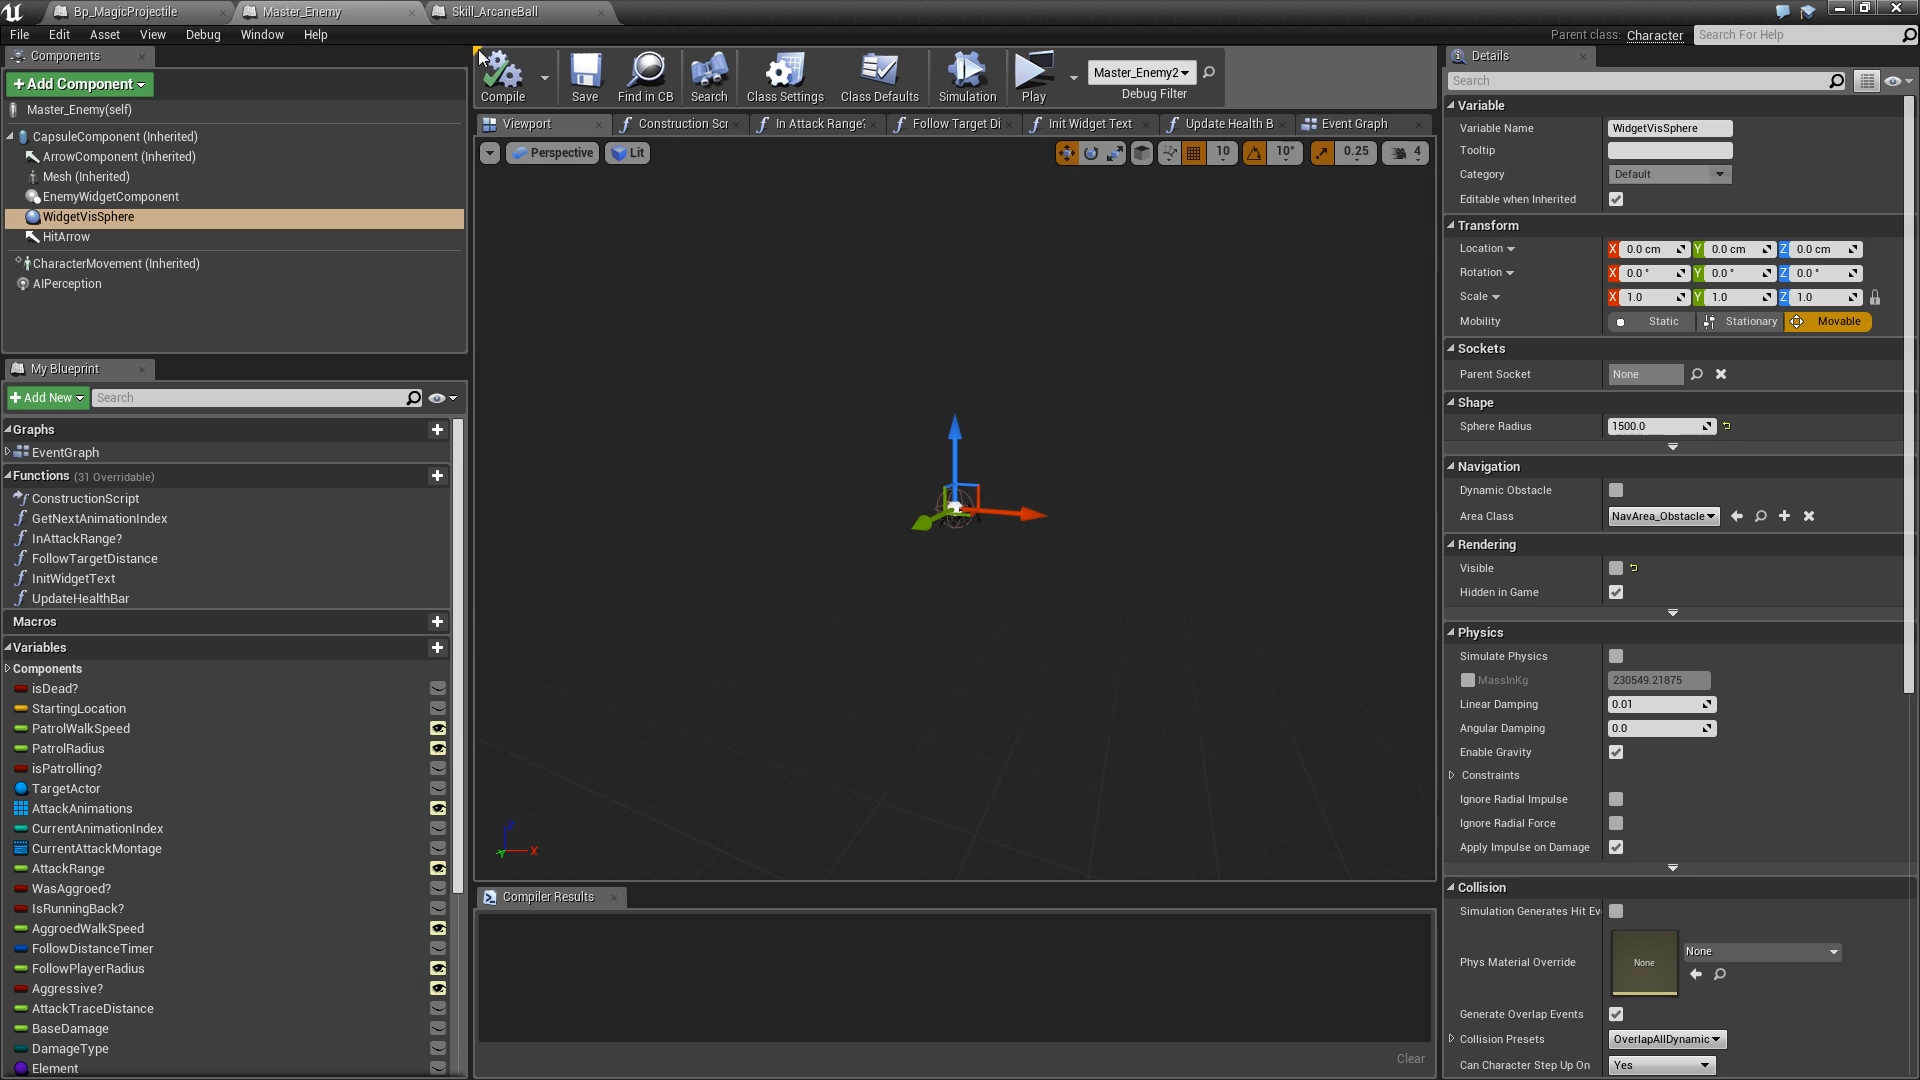 Bp_MagicProjectile
Master_Enemy
Skill_ArcaneBall
File Edit Asset View Debug Window Help
Parent class: Character
Search For Help
Components
Add Component
Master_Enemy(self)
CapsuleComponent (Inherited)
ArrowComponent (Inherited)
Mesh (Inherited)
EnemyWidgetComponent
WidgetVisSphere
HitArrow
CharacterMovement (Inherited)
AIPerception
My Blueprint
Add New
Search
Graphs
EventGraph
Functions (31 Overridable)
ConstructionScript
GetNextAnimationIndex
InAttackRange?
FollowTargetDistance
InitWidgetText
UpdateHealthBar
Macros
Variables
Components
isDead?
StartingLocation
PatrolWalkSpeed
PatrolRadius
isPatrolling?
TargetActor
AttackAnimations
CurrentAnimationIndex
CurrentAttackMontage
AttackRange
WasAggroed?
IsRunningBack?
AggroedWalkSpeed
FollowDistanceTimer
FollowPlayerRadius
Aggressive?
AttackTraceDistance
BaseDamage
DamageType
Element
Compile
Save
Find in CB
Search
Class Settings
Class Defaults
Simulation
Play
Master_Enemy2
Debug Filter
Viewport
Construction Scr
In Attack Range?
Follow Target Di
Init Widget Text
Update Health B
Event Graph
Perspective
Lit
10
10°
0.25
4
Z
X
Y
Compiler Results
Clear
Details
Search
Variable
Variable Name WidgetVisSphere
Tooltip
Category Default
Editable when Inherited
Transform
Location X 0.0 cm Y 0.0 cm Z 0.0 cm
Rotation X 0.0 ° Y 0.0 ° Z 0.0 °
Scale X 1.0 Y 1.0 Z 1.0
Mobility Static Stationary Movable
Sockets
Parent Socket None
Shape
Sphere Radius 1500.0
Navigation
Dynamic Obstacle
Area Class NavArea_Obstacle
Rendering
Visible
Hidden in Game
Physics
Simulate Physics
MassInKg 230549.21875
Linear Damping 0.01
Angular Damping 0.0
Enable Gravity
Constraints
Ignore Radial Impulse
Ignore Radial Force
Apply Impulse on Damage
Collision
Simulation Generates Hit Ev
Phys Material Override None None
Generate Overlap Events
Collision Presets OverlapAllDynamic
Can Character Step Up On Yes